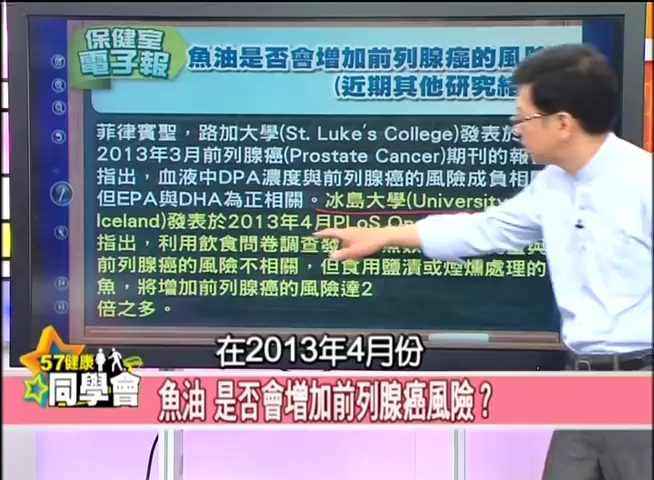 保健室
電子報
魚油是否會增加前列腺癌的風險
(近期其他研究結
菲律賓聖，路加大學(St. Luke's College)發表於
2013年3月前列腺癌(Prostate Cancer)期刊的報
指出，血液中DPA濃度與前列腺癌的風險成負相
但EPA與DHA為正相關。冰島大學(University
Iceland)發表於2013年4月PLoS On
指出，利用飲食問卷調查發
前列腺癌的風險不相關，但食用鹽漬或煙燻處理的
魚，將增加前列腺癌的風險達2
倍之多。
在2013年4月份
57健康
同學會
魚油 是否會增加前列腺癌風險？